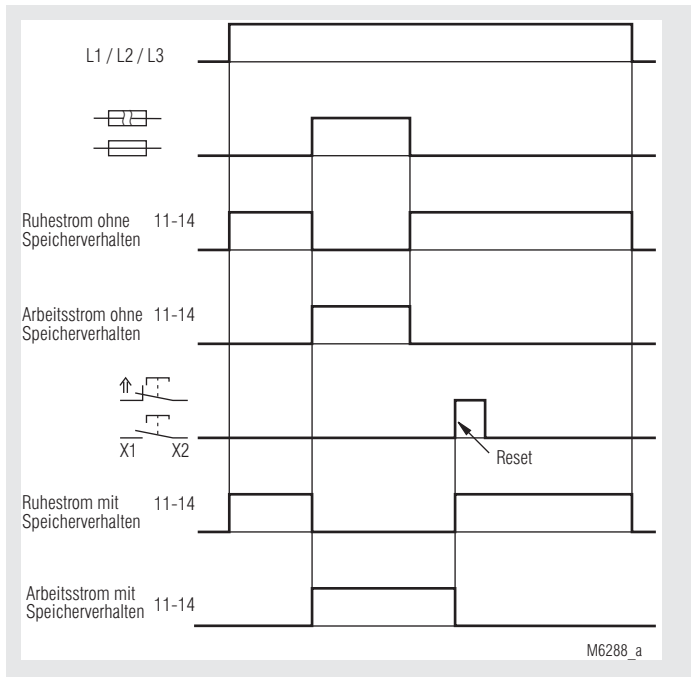 L1 / L2 / L3
Ruhestrom ohne 11-14
Speicherverhalten
Arbeitsstrom ohne 11-14
Speicherverhalten
X1 X2
Reset
Ruhestrom mit 11-14
Speicherverhalten
Arbeitsstrom mit
Speicherverhalten 11-14
M6288_a